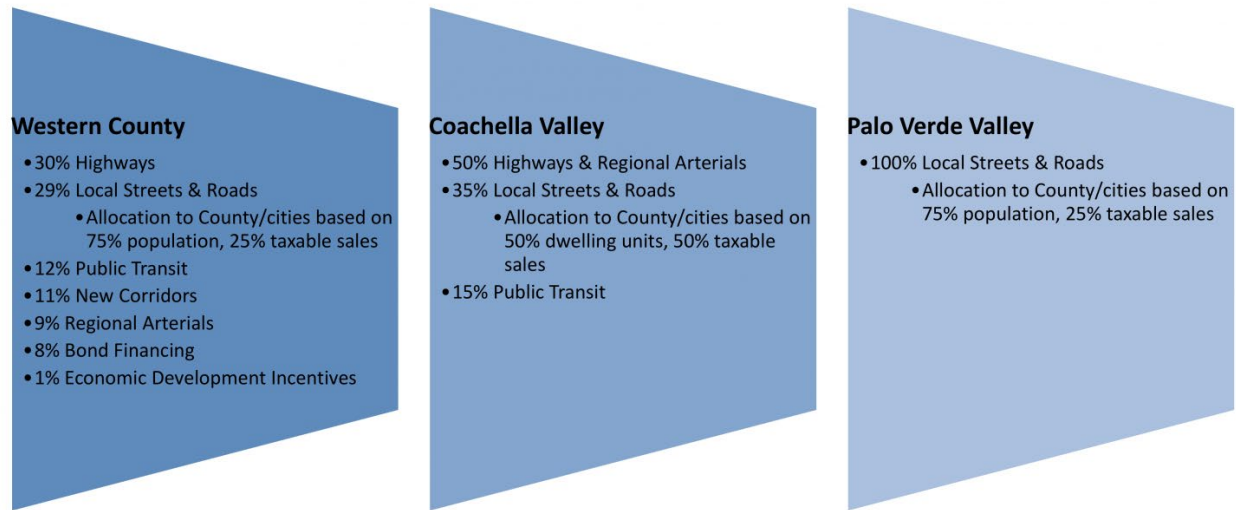 Western County
•30% Highways
•29% Local Streets & Roads
•Allocation to County/cities based on
75% population, 25% taxable sales
•12% Public Transit
•11% New Corridors
•9% Regional Arterials
•8% Bond Financing
•1% Economic Development Incentives
Coachella Valley
•50% Highways & Regional Arterials
•35% Local Streets & Roads
•Allocation to County/cities based on
50% dwelling units, 50% taxable
sales
•15% Public Transit
Palo Verde Valley
•100% Local Streets & Roads
•Allocation to County/cities based on
75% population, 25% taxable sales